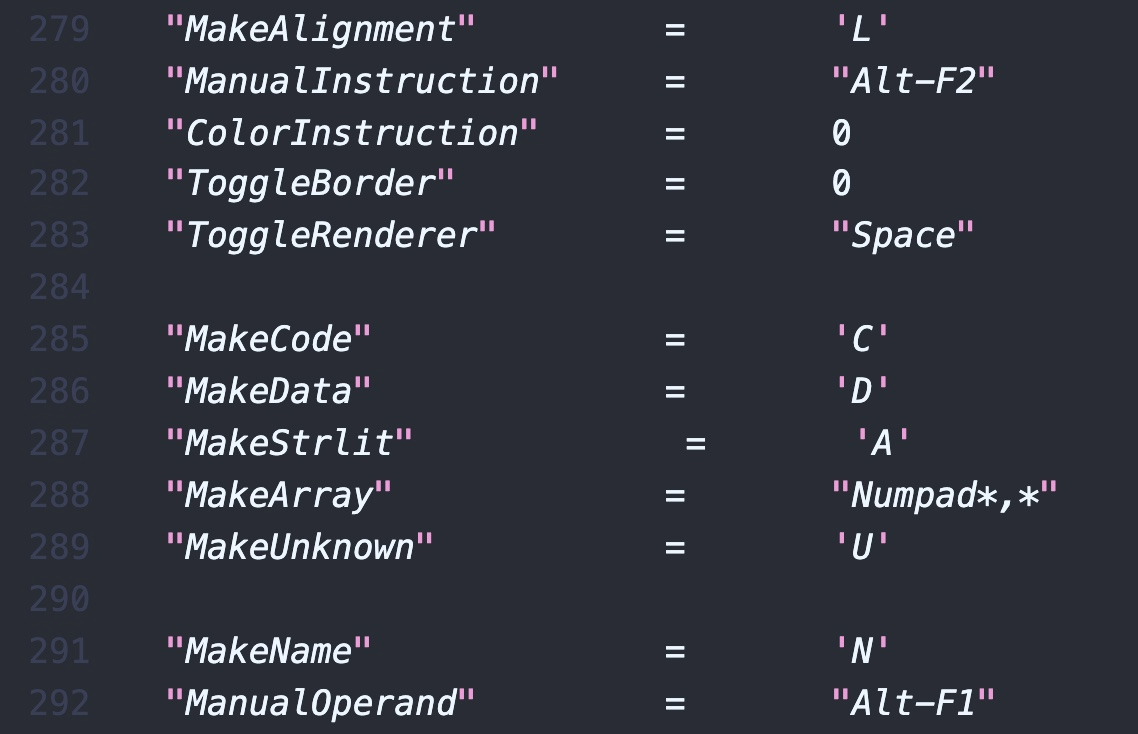 279 "MakeAlignment" = 'L'
280 "ManualInstruction" = "Alt-F2"
281 "ColorInstruction" = 0
282 "ToggleBorder" = 0
283 "ToggleRenderer" = "Space"
284
285 "MakeCode" = 'C'
286 "MakeData" = 'D'
287 "MakeStrlit" = 'A'
288 "MakeArray" = "Numpad*,*"
289 "MakeUnknown" = 'U'
290
291 "MakeName" = 'N'
292 "ManualOperand" = "Alt-F1"